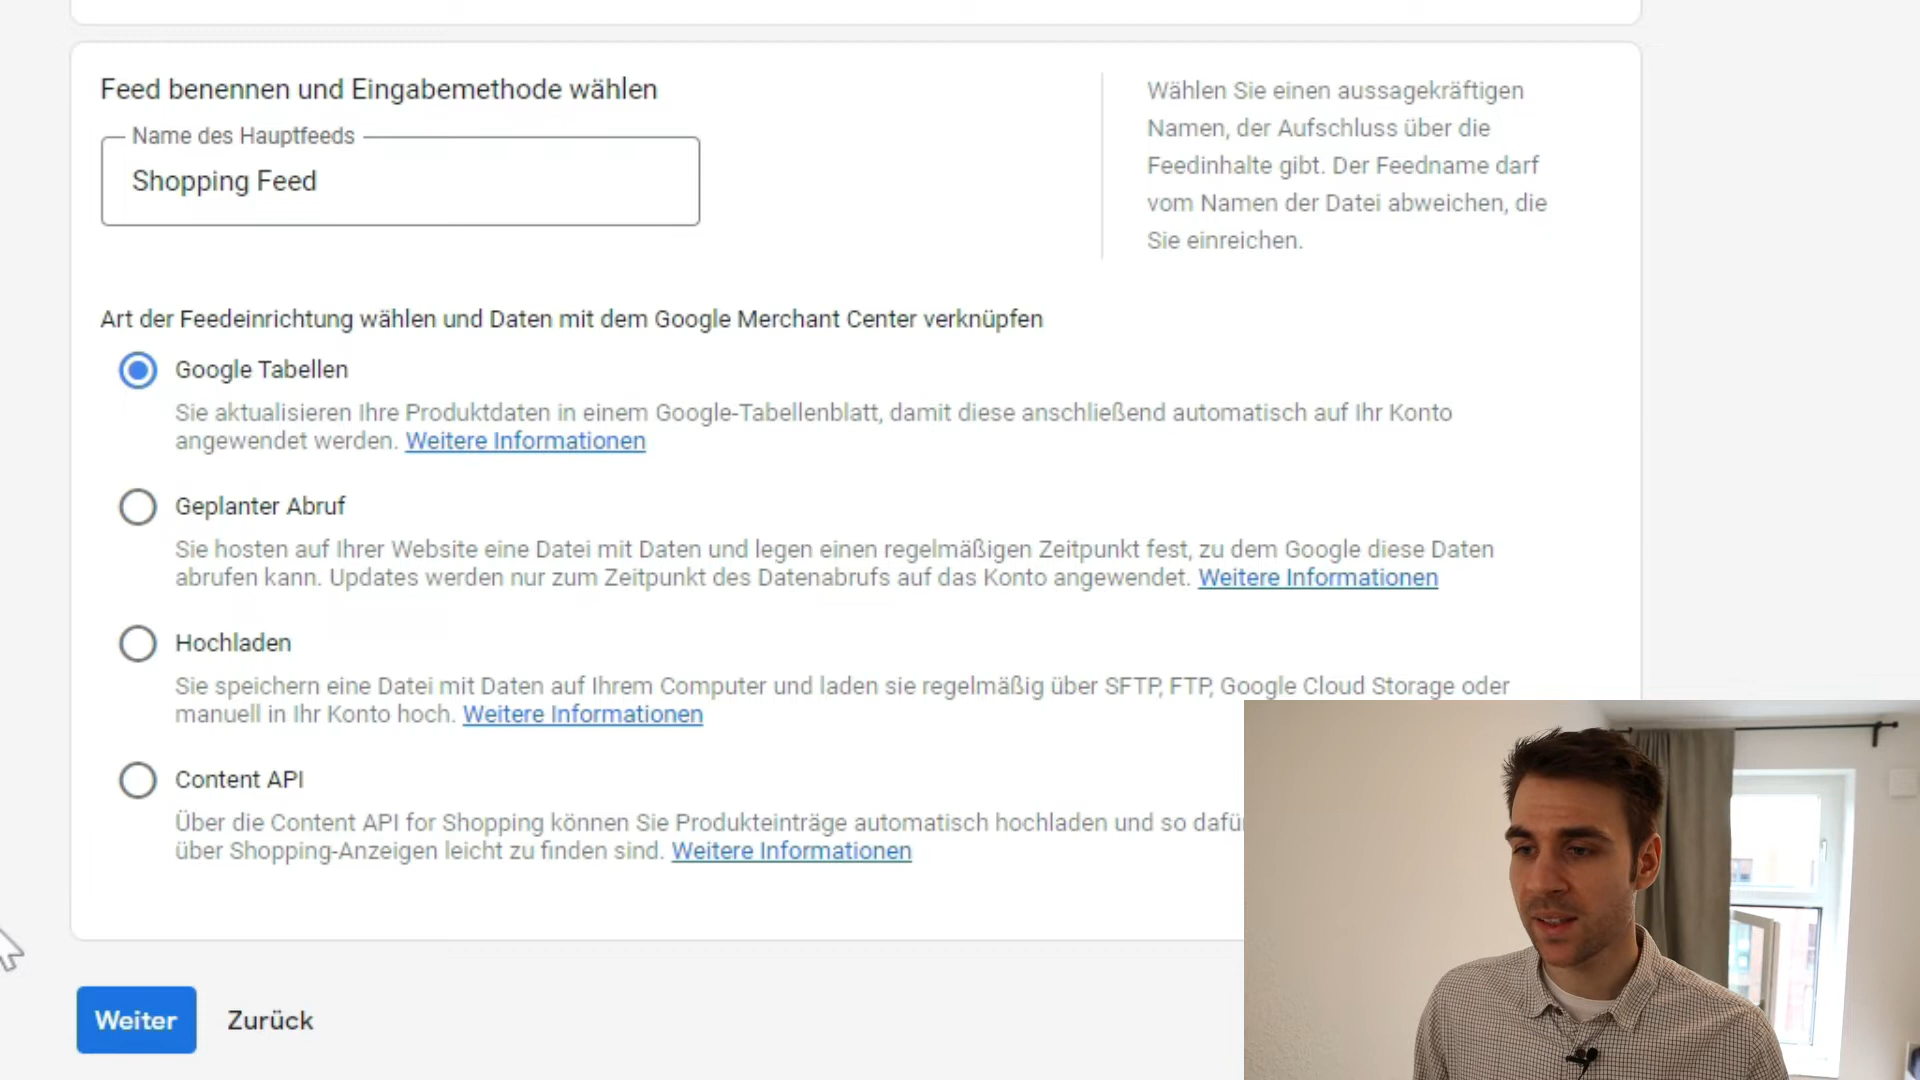 Feed benennen und Eingabemethode wählen
Name des Hauptfeeds
Shopping Feed
Wählen Sie einen aussagekräftigen
Namen, der Aufschluss über die
Feedinhalte gibt. Der Feedname darf
vom Namen der Datei abweichen, die
Sie einreichen.
Art der Feedeinrichtung wählen und Daten mit dem Google Merchant Center verknüpfen
Google Tabellen
Sie aktualisieren Ihre Produktdaten in einem Google-Tabellenblatt, damit diese anschließend automatisch auf Ihr Konto
angewendet werden. Weitere Informationen
Geplanter Abruf
Sie hosten auf Ihrer Website eine Datei mit Daten und legen einen regelmäßigen Zeitpunkt fest, zu dem Google diese Daten
abrufen kann. Updates werden nur zum Zeitpunkt des Datenabrufs auf das Konto angewendet. Weitere Informationen
Hochladen
Sie speichern eine Datei mit Daten auf Ihrem Computer und laden sie regelmäßig über SFTP, FTP, Google Cloud Storage oder
manuell in Ihr Konto hoch. Weitere Informationen
Content API
Über die Content API for Shopping können Sie Produkteinträge automatisch hochladen und so
über Shopping-Anzeigen leicht zu finden sind. Weitere Informationen
Weiter
Zurück